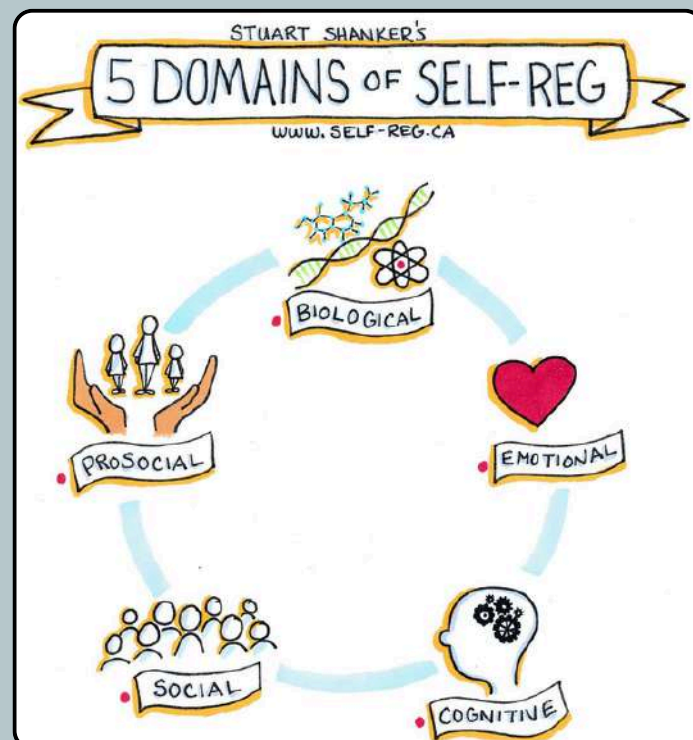 STUART SHANKER'S
5 DOMAINS OF SELF-REG
WWW.SELF-REG.CA
BIOLOGICAL
PROSOCIAL
EMOTIONAL
SOCIAL
COGNITIVE